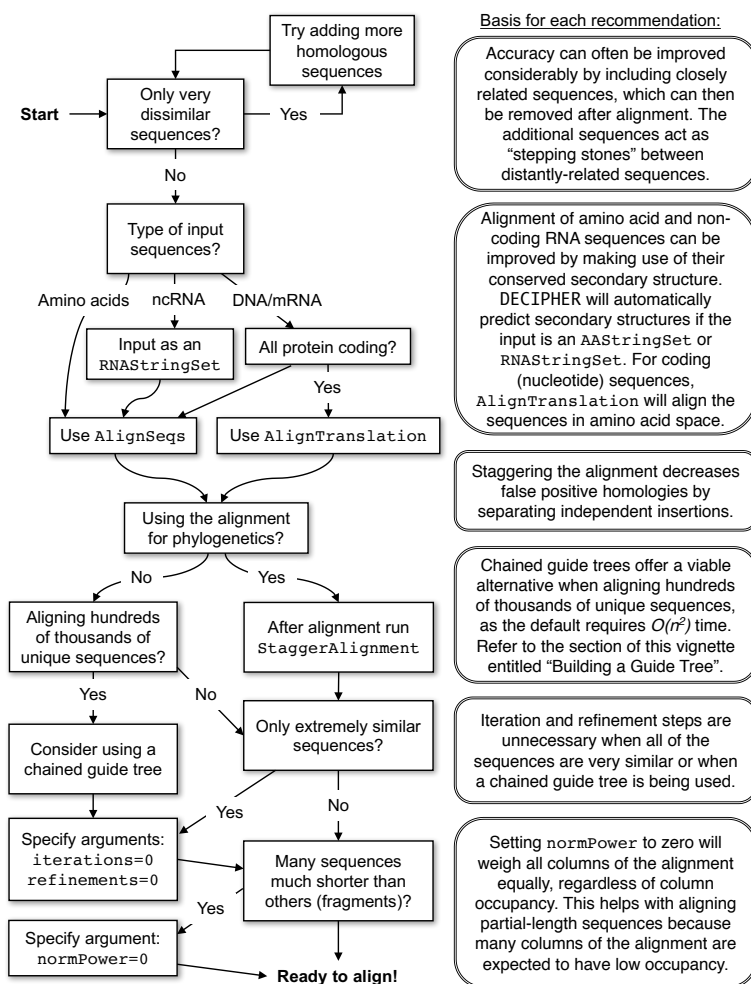 Start
Only very
dissimilar
sequences?
Yes
Try adding more
homologous
sequences
No
Type of input
sequences?
Amino acids
ncRNA
DNA/mRNA
Input as an
RNAStringSet
All protein coding?
Yes
Use AlignSeqs
Use AlignTranslation
Using the alignment
for phylogenetics?
No
Yes
Aligning hundreds
of thousands of
unique sequences?
After alignment run
StaggerAlignment
Yes
No
Consider using a
chained guide tree
Only extremely similar
sequences?
Yes
No
Specify arguments:
iterations=0
refinements=0
Many sequences
much shorter than
others (fragments)?
Yes
Specify argument:
normPower=0
Ready to align!
Basis for each recommendation:
Accuracy can often be improved
considerably by including closely
related sequences, which can then
be removed after alignment. The
additional sequences act as
“stepping stones” between
distantly-related sequences.
Alignment of amino acid and non-
coding RNA sequences can be
improved by making use of their
conserved secondary structure.
DECIPHER will automatically
predict secondary structures if the
input is an AAStringSet or
RNAStringSet. For coding
(nucleotide) sequences,
AlignTranslation will align the
sequences in amino acid space.
Staggering the alignment decreases
false positive homologies by
separating independent insertions.
Chained guide trees offer a viable
alternative when aligning hundreds
of thousands of unique sequences,
as the default requires O(n²) time.
Refer to the section of this vignette
entitled “Building a Guide Tree”.
Iteration and refinement steps are
unnecessary when all of the
sequences are very similar or when
a chained guide tree is being used.
Setting normPower to zero will
weigh all columns of the alignment
equally, regardless of column
occupancy. This helps with aligning
partial-length sequences because
many columns of the alignment are
expected to have low occupancy.